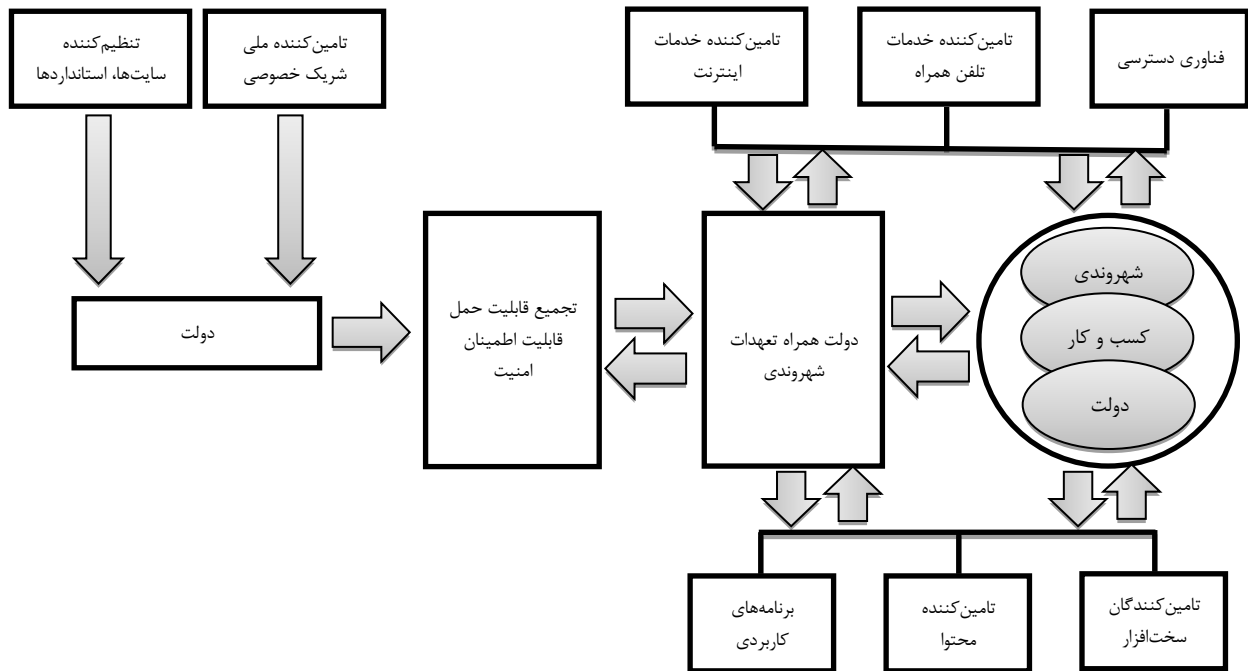 فناوری دسترسی
تامین‌کننده خدمات
تلفن همراه
تامین‌کننده خدمات
اینترنت
تامین‌کننده ملی
شریک خصوصی
تنظیم‌کننده
سایت‌ها، استانداردها
شهروندی
کسب و کار
دولت
دولت همراه تعهدات
شهروندی
تجمیع قابلیت حمل
قابلیت اطمینان
امنیت
دولت
تامین‌کنندگان
سخت‌افزار
تامین‌کننده
محتوا
برنامه‌های
کاربردی